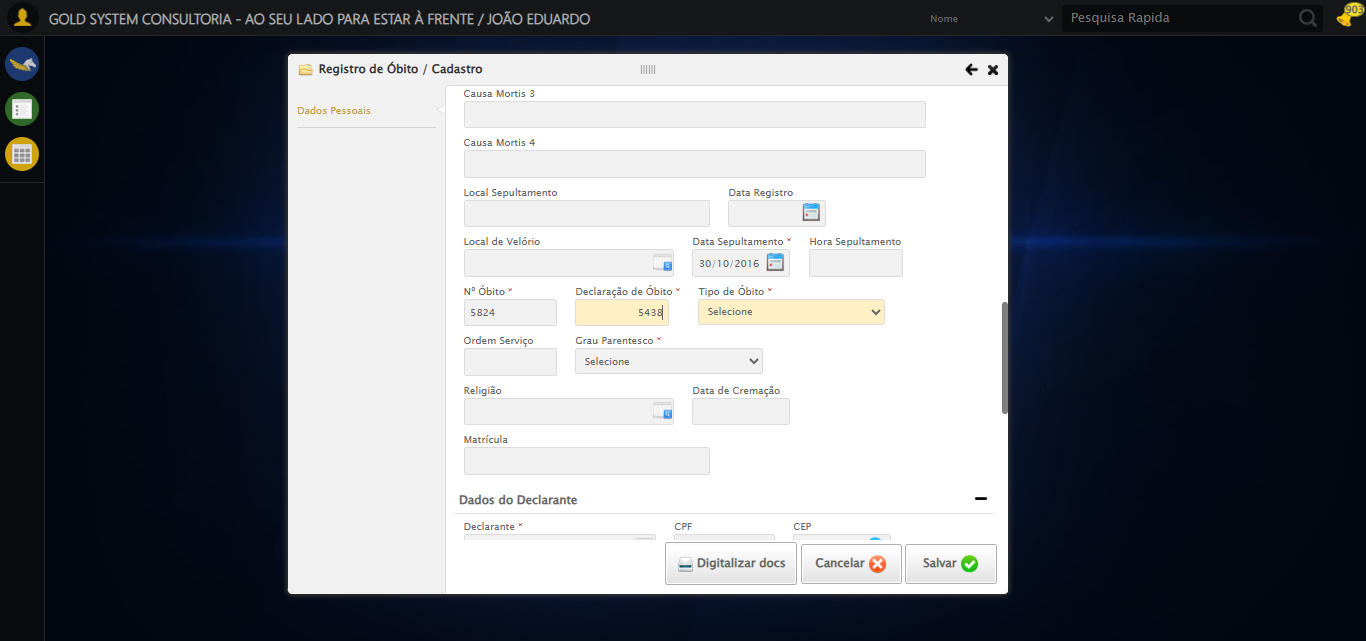 GOLD SYSTEM CONSULTORIA - AO SEU LADO PARA ESTAR À FRENTE / JOÃO EDUARDO
Nome
Pesquisa Rapida
903
Registro de Óbito / Cadastro
Dados Pessoais
Causa Mortis 3
Causa Mortis 4
Local Sepultamento
Data Registro
Local de Velório
Data Sepultamento *
Hora Sepultamento
30/10/2016
Nº Óbito *
Declaração de Óbito *
Tipo de Óbito *
5824
5438
Selecione
Ordem Serviço
Grau Parentesco *
Selecione
Religião
Data de Cremação
Matrícula
Dados do Declarante
Declarante *
CPF
CEP
Digitalizar docs
Cancelar
Salvar